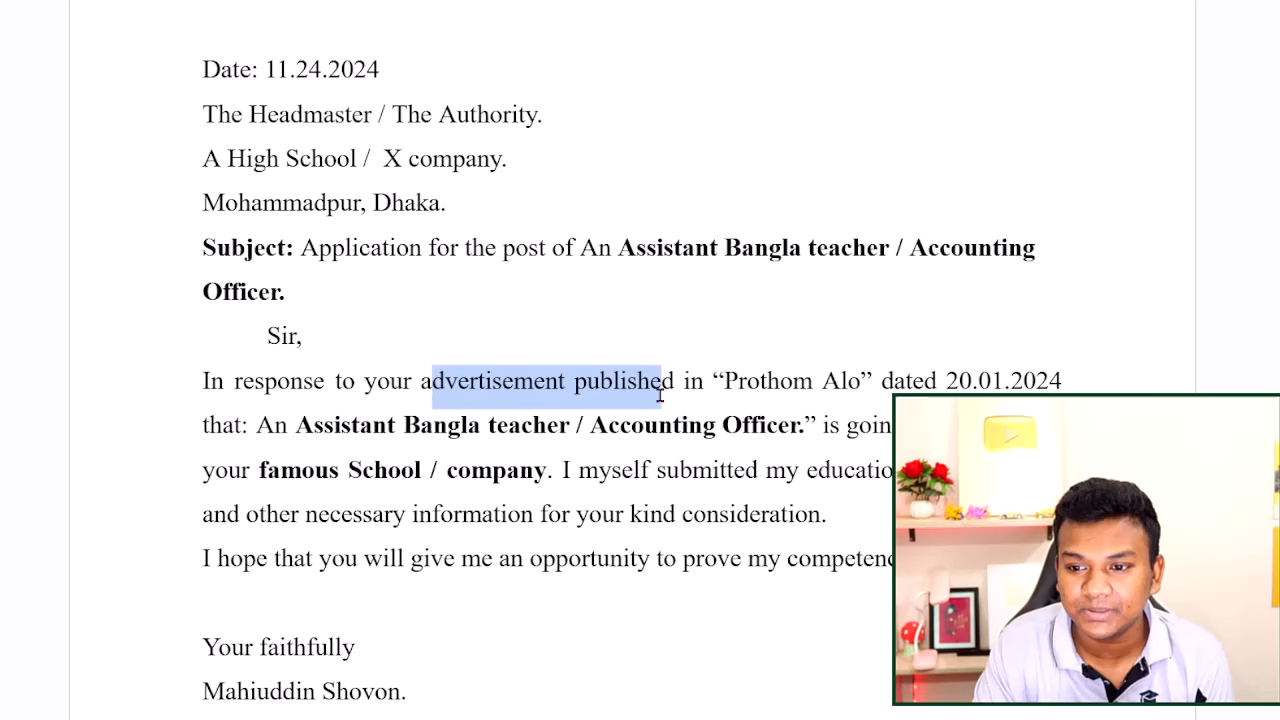 Date: 11.24.2024
The Headmaster / The Authority.
A High School / X company.
Mohammadpur, Dhaka.
Subject: Application for the post of An Assistant Bangla teacher / Accounting
Officer.
Sir,
In response to your advertisement published in “Prothom Alo” dated 20.01.2024
that: An Assistant Bangla teacher / Accounting Officer.” is
your famous School / company. I myself submitted my
and other necessary information for your kind consideration.
I hope that you will give me an opportunity to prove my
Your faithfully
Mahiuddin Shovon.